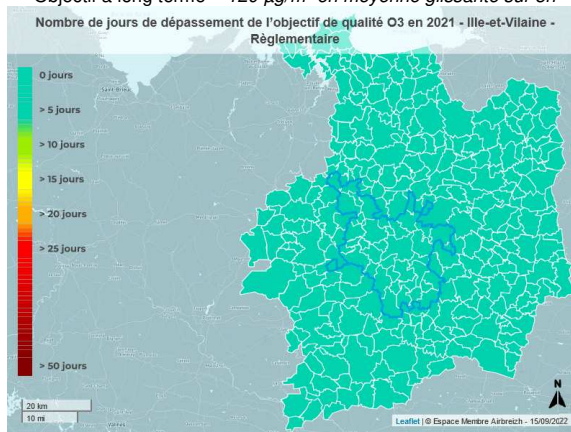 Objectif à long terme = 120 µg/m³ en moyenne glissante sur 8h
Nombre de jours de dépassement de l'objectif de qualité O3 en 2021 - Ille-et-Vilaine -
Règlementaire
0 jours
> 5 jours
> 10 jours
> 15 jours
> 20 jours
> 25 jours
> 50 jours
Saint-Brieuc
Vannes
20 km
10 mi
N
Leaflet | © Espace Membre Airbreizh - 15/09/2022